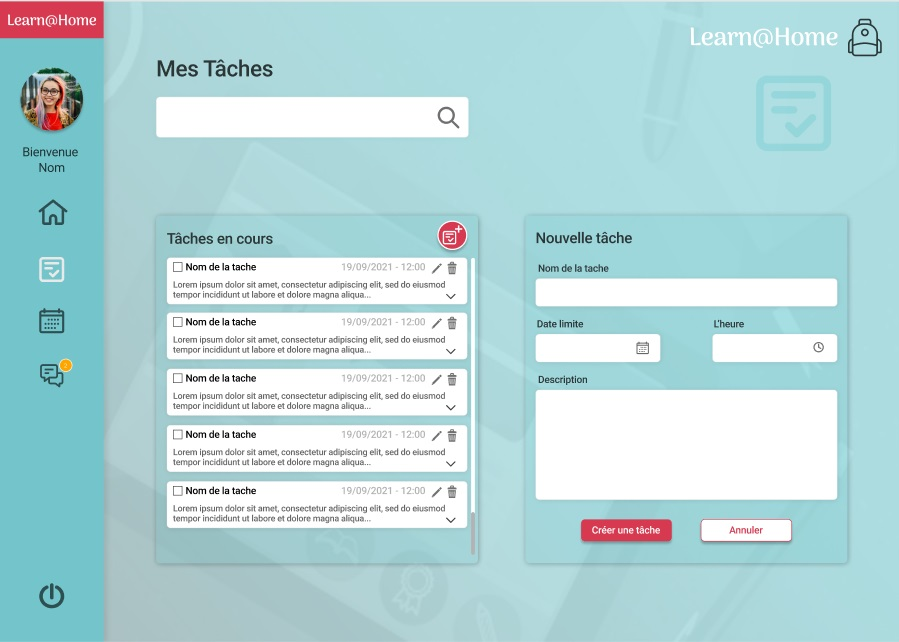 Learn@Home
Learn@Home
Mes Tâches
Bienvenue
Nom
Tâches en cours
Nom de la tache 19/09/2021 - 12:00
Lorem ipsum dolor sit amet, consectetur adipiscing elit, sed do eiusmod
tempor incididunt ut labore et dolore magna aliqua...
Nom de la tache 19/09/2021 - 12:00
Lorem ipsum dolor sit amet, consectetur adipiscing elit, sed do eiusmod
tempor incididunt ut labore et dolore magna aliqua...
Nom de la tache 19/09/2021 - 12:00
Lorem ipsum dolor sit amet, consectetur adipiscing elit, sed do eiusmod
tempor incididunt ut labore et dolore magna aliqua...
Nom de la tache 19/09/2021 - 12:00
Lorem ipsum dolor sit amet, consectetur adipiscing elit, sed do eiusmod
tempor incididunt ut labore et dolore magna aliqua...
Nom de la tache 19/09/2021 - 12:00
Lorem ipsum dolor sit amet, consectetur adipiscing elit, sed do eiusmod
tempor incididunt ut labore et dolore magna aliqua...
Nouvelle tâche
Nom de la tache
Date limite L'heure
Description
Créer une tâche Annuler